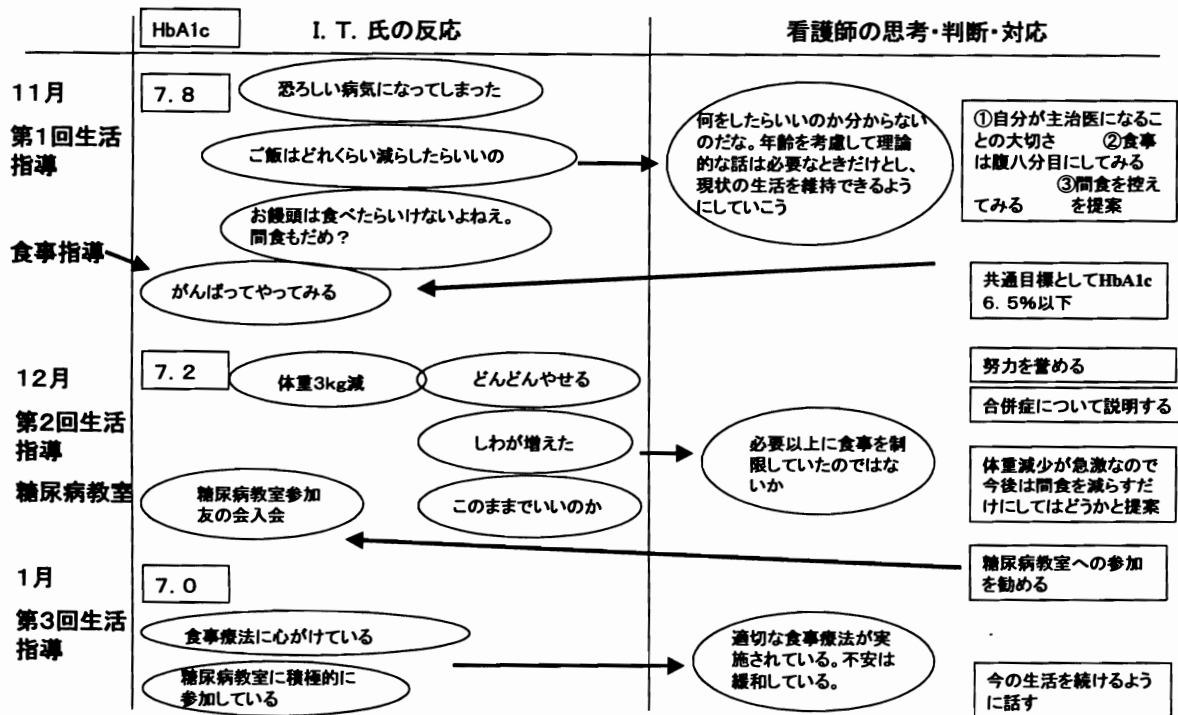 HbA1c
I. T. 氏の反応
看護師の思考・判断・対応
11月
第1回生活
指導
食事指導
7. 8
恐ろしい病気になってしまった
ご飯はどれくらい減らしたらいいの
お饅頭は食べたらいけないよねえ。
間食もだめ?
がんばってやってみる
何をしたらいいのか分からない
のだな。年齢を考慮して理論
的な話は必要なときだけとし、
現状の生活を維持できるよう
にしていこう
①自分が主治医になるこ
との大切さ ②食事
は腹八分目にしてみる
③間食を控え
てみる を提案
共通目標としてHbA1c
6. 5%以下
12月
第2回生活
指導
糖尿病教室
7. 2
体重3kg減
どんどんやせる
しわが増えた
このままでいいのか
糖尿病教室参加
友の会入会
必要以上に食事を制
限していたのではな
いか
努力を誉める
合併症について説明する
体重減少が急激なので
今後は間食を減らすだ
けにしてはどうかと提案
糖尿病教室への参加
を勧める
1月
第3回生活
指導
7. 0
食事療法に心がけている
糖尿病教室に積極的に
参加している
適切な食事療法が実
施されている。不安は
緩和している。
今の生活を続けるよう
に話す